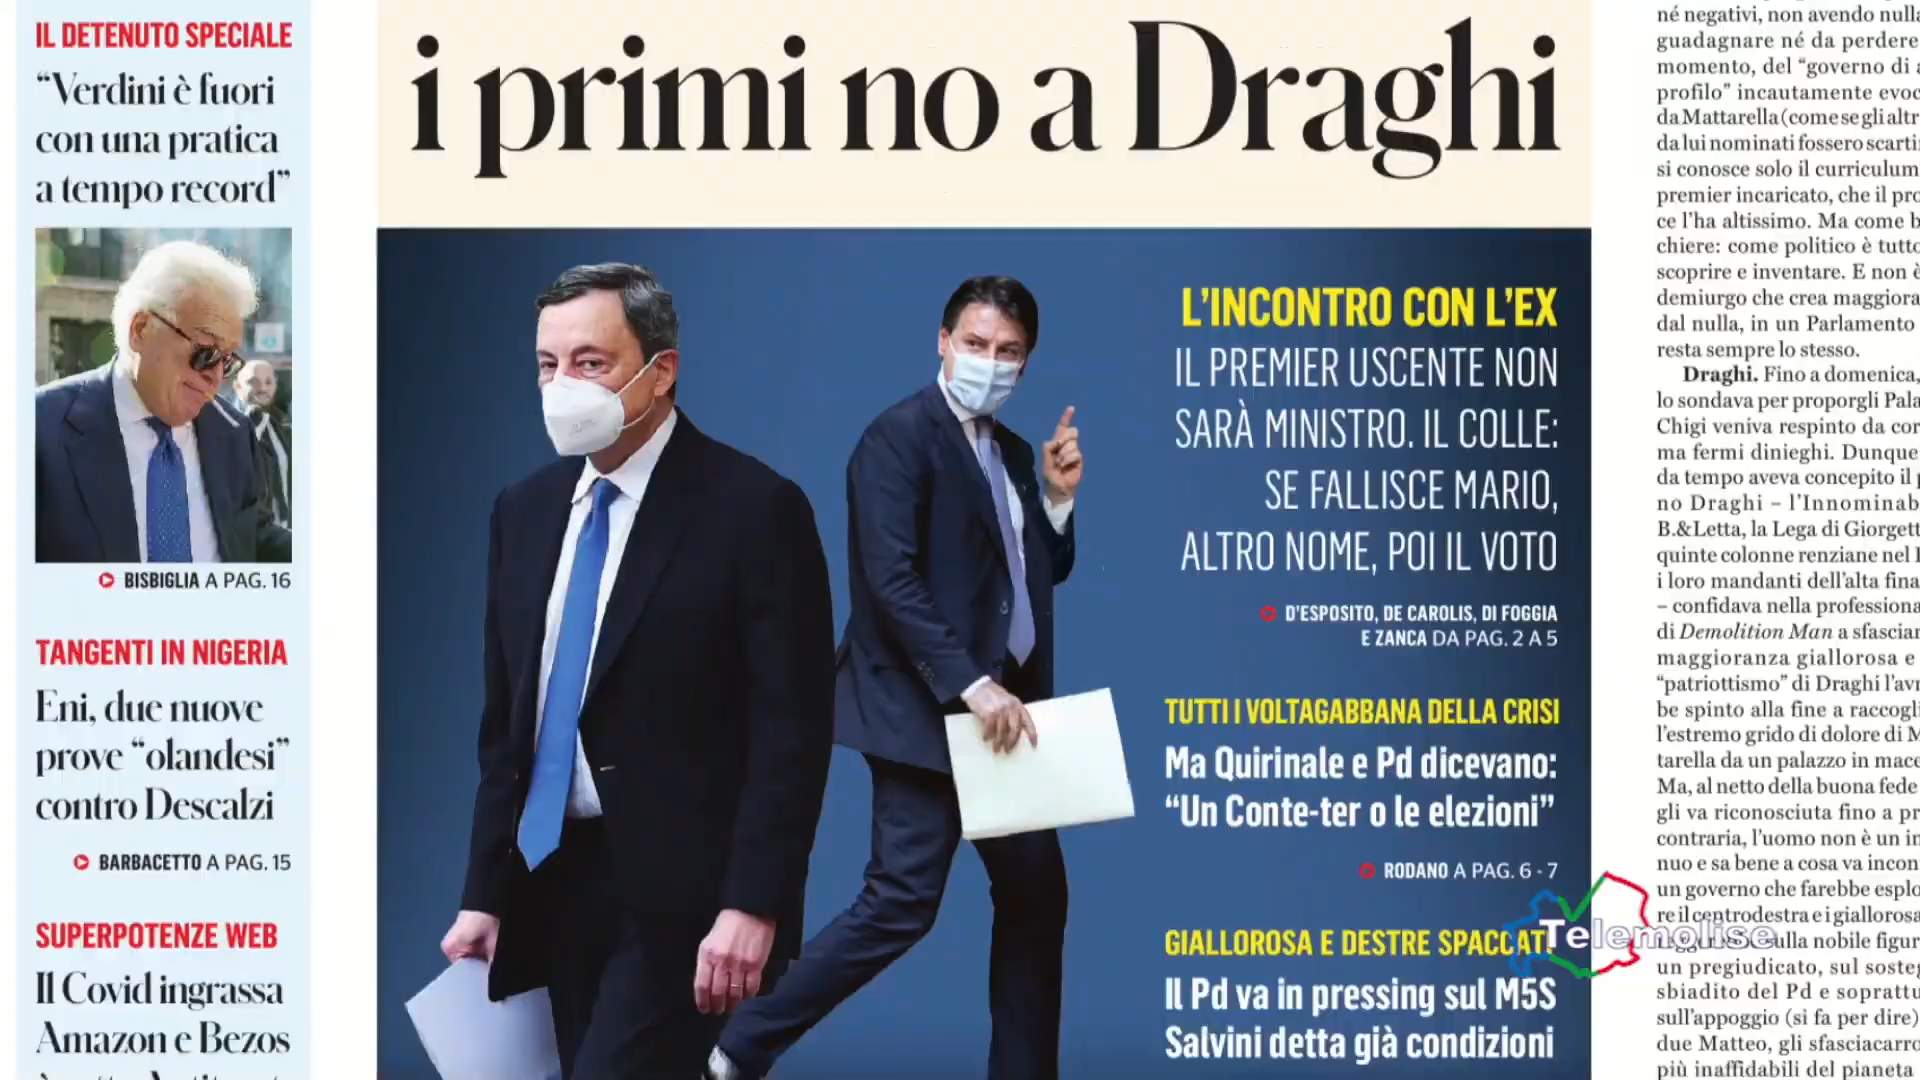 IL DETENUTO SPECIALE
“Verdini è fuori
con una pratica
a tempo record”
BISBIGLIA A PAG. 16
TANGENTI IN NIGERIA
Eni, due nuove
prove “olandesi”
contro Descalzi
BARBACETTO A PAG. 15
SUPERPOTENZE WEB
Il Covid ingrassa
Amazon e Bezos
i primi no a Draghi
L’INCONTRO CON L’EX
IL PREMIER USCENTE NON
SARÀ MINISTRO. IL COLLE:
SE FALLISCE MARIO,
ALTRO NOME, POI IL VOTO
D’ESPOSITO, DE CAROLIS, DI FOGGIA
E ZANCA DA PAG. 2 A 5
TUTTI I VOLTAGABBANA DELLA CRISI
Ma Quirinale e Pd dicevano:
“Un Conte-ter o le elezioni”
RODANO A PAG. 6 - 7
GIALLOROSA E DESTRE SPACCATI
Il Pd va in pressing sul M5S
Salvini detta già condizioni
né negativi, non avendo nulla
guadagnare né da perdere
momento, del “governo di a
profilo” incautamente evoc
da Mattarella (come se gli altr
da lui nominati fossero scarti
si conosce solo il curriculum
premier incaricato, che il pro
ce l’ha altissimo. Ma come b
chiere: come politico è tutto
scoprire e inventare. E non è
demiurgo che crea maggiora
dal nulla, in un Parlamento
resta sempre lo stesso.
Draghi. Fino a domenica,
lo sondava per proporgli Pala
Chigi veniva respinto da cor
ma fermi dinieghi. Dunque
da tempo aveva concepito il p
no Draghi – l’Innominab
B.&Letta, la Lega di Giorgett
quinte colonne renziane nel P
i loro mandanti dell’alta fina
– confidava nella professiona
di Demolition Man a sfasciar
maggioranza giallorosa e
“patriottismo” di Draghi l’avr
be spinto alla fine a raccogli
l’estremo grido di dolore di M
tarella da un palazzo in mace
Ma, al netto della buona fede
gli va riconosciuta fino a pr
contraria, l’uomo non è un in
nuo e sa bene a cosa va incon
un governo che farebbe esplo
re il centrodestra e i giallorosa
sulla nobile figur
un pregiudicato, sul sosteg
sbiadito del Pd e soprattu
sull’appoggio (si fa per dire)
due Matteo, gli sfasciacarro
più inaffidabili del pianeta
Telemolise